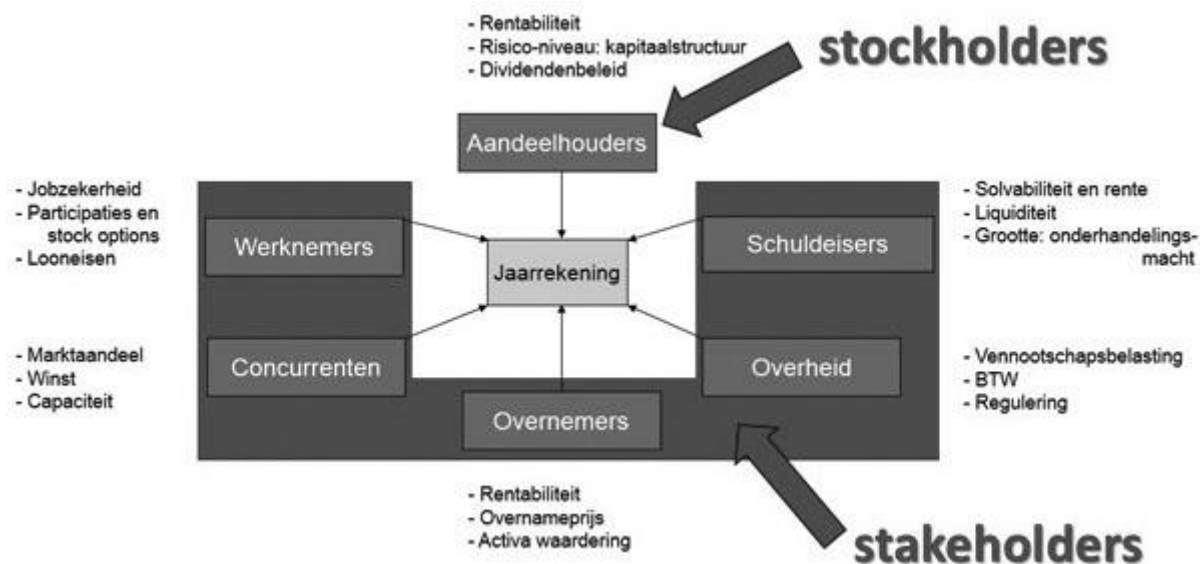 - Rentabiliteit
- Risico-niveau: kapitaalstructuur
- Dividendenbeleid
stockholders
Aandeelhouders
- Jobzekerheid
- Participaties en
stock options
- Looneisen
Werknemers
Jaarrekening
Schuldeisers
- Solvabiliteit en rente
- Liquiditeit
- Grootte: onderhandelings-
macht
- Marktaandeel
- Winst
- Capaciteit
Concurrenten
Overnemers
Overheid
- Vennootschapsbelasting
- BTW
- Regulering
- Rentabiliteit
- Overnameprijs
- Activa waardering
stakeholders